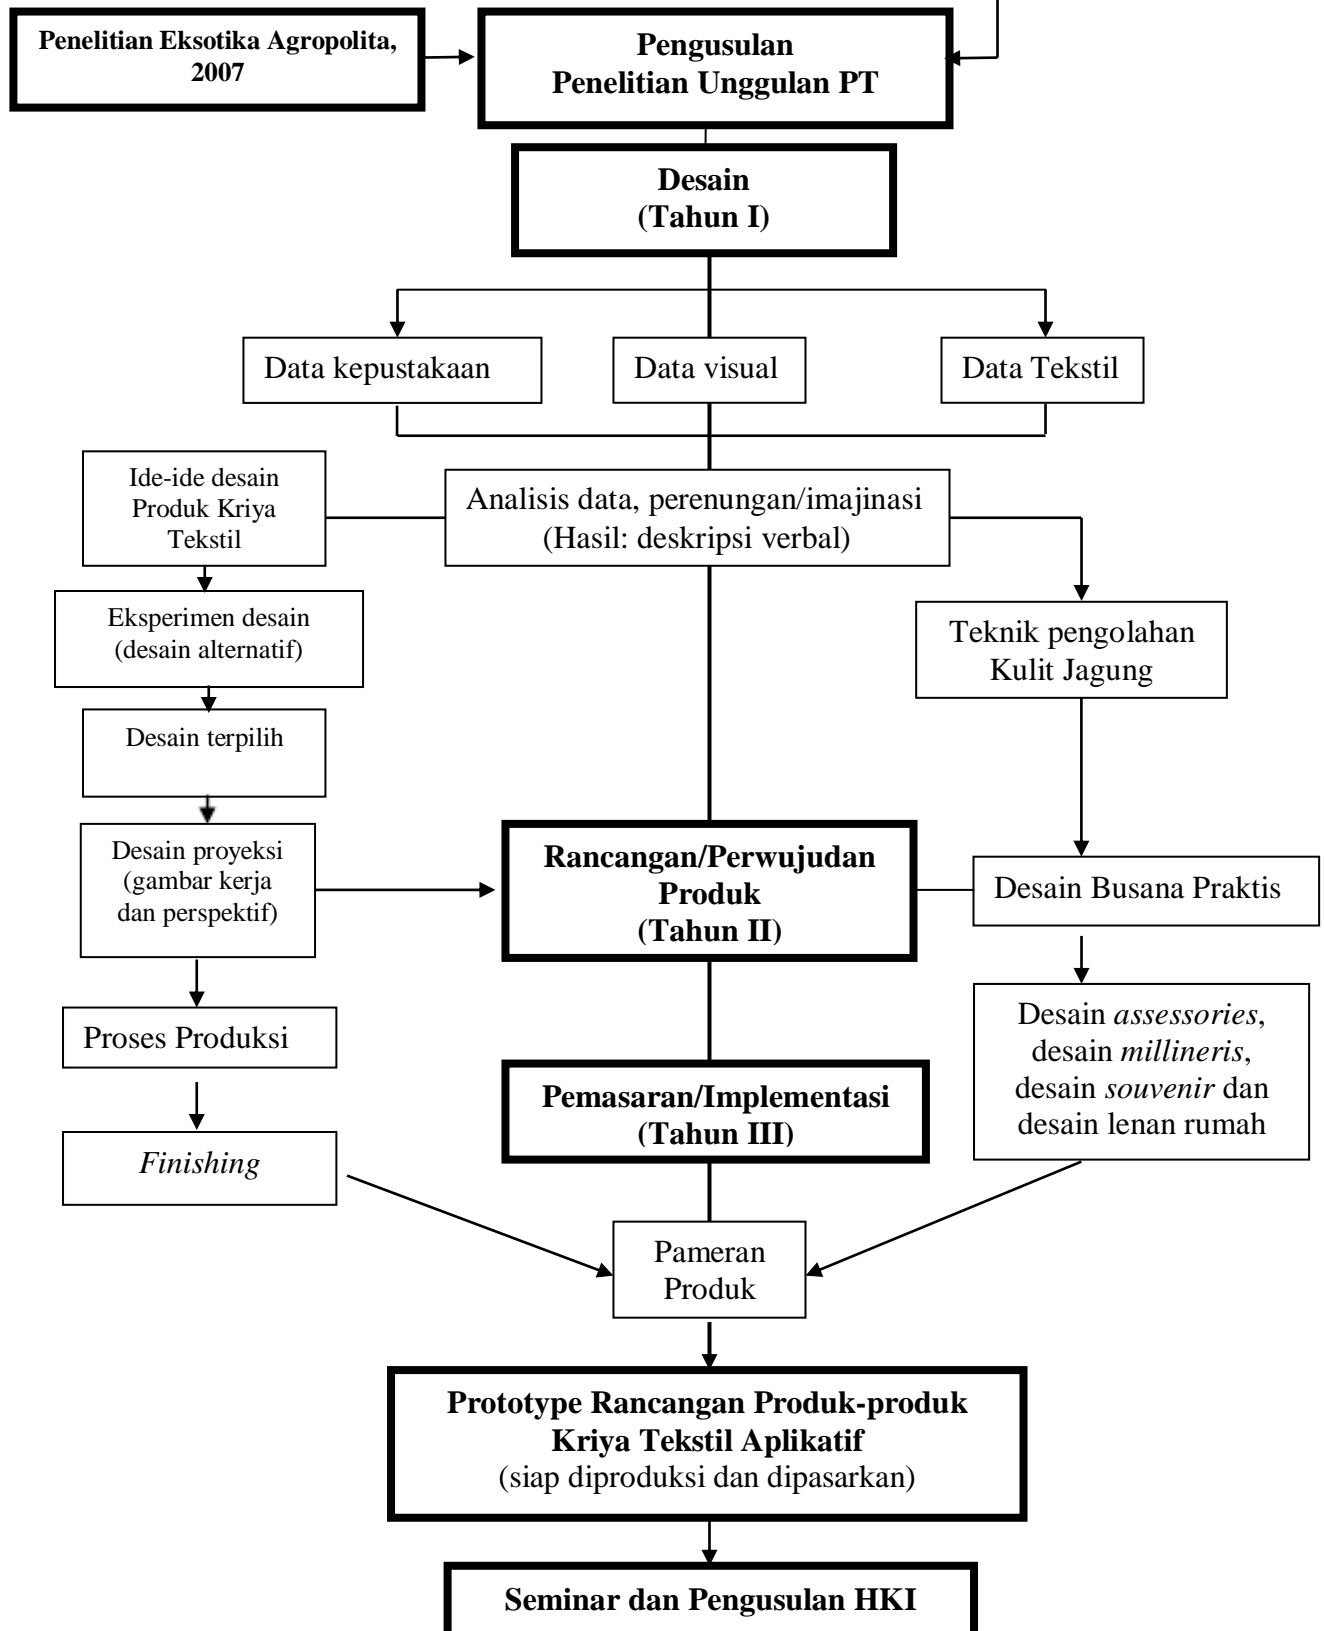 Penelitian Eksotika Agropolita,
2007
Pengusulan
Penelitian Unggulan PT
Desain
(Tahun I)
Data kepustakaan
Data visual
Data Tekstil
Ide-ide desain
Produk Kriya
Tekstil
Analisis data, perenungan/imajinasi
(Hasil: deskripsi verbal)
Eksperimen desain
(desain alternatif)
Teknik pengolahan
Kulit Jagung
Desain terpilih
Desain proyeksi
(gambar kerja
dan perspektif)
Rancangan/Perwujudan
Produk
(Tahun II)
Desain Busana Praktis
Proses Produksi
Desain assessories,
desain millineris,
desain souvenir dan
desain lenan rumah
Pemasaran/Implementasi
(Tahun III)
Finishing
Pameran
Produk
Prototype Rancangan Produk-produk
Kriya Tekstil Aplikatif
(siap diproduksi dan dipasarkan)
Seminar dan Pengusulan HKI